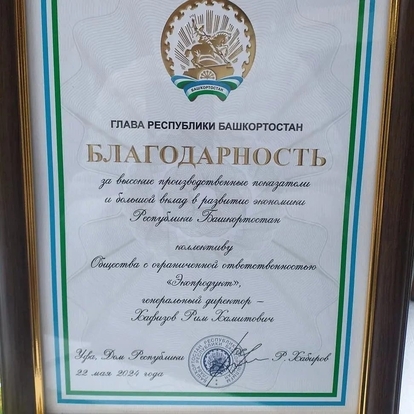 БАШКОРТОСТАН
ГЛАВА РЕСПУБЛИКИ БАШКОРТОСТАН
БЛАГОДАРНОСТЬ
за высокие производственные показатели
и большой вклад в развитие экономики
Республики Башкортостан
коллективу
Общества с ограниченной ответственностью
«Экопродукт»,
генеральный директор –
Хафизов Рим Хамитович
Уфа, Дом Республики
Р. Хабиров
22 мая 2024 года